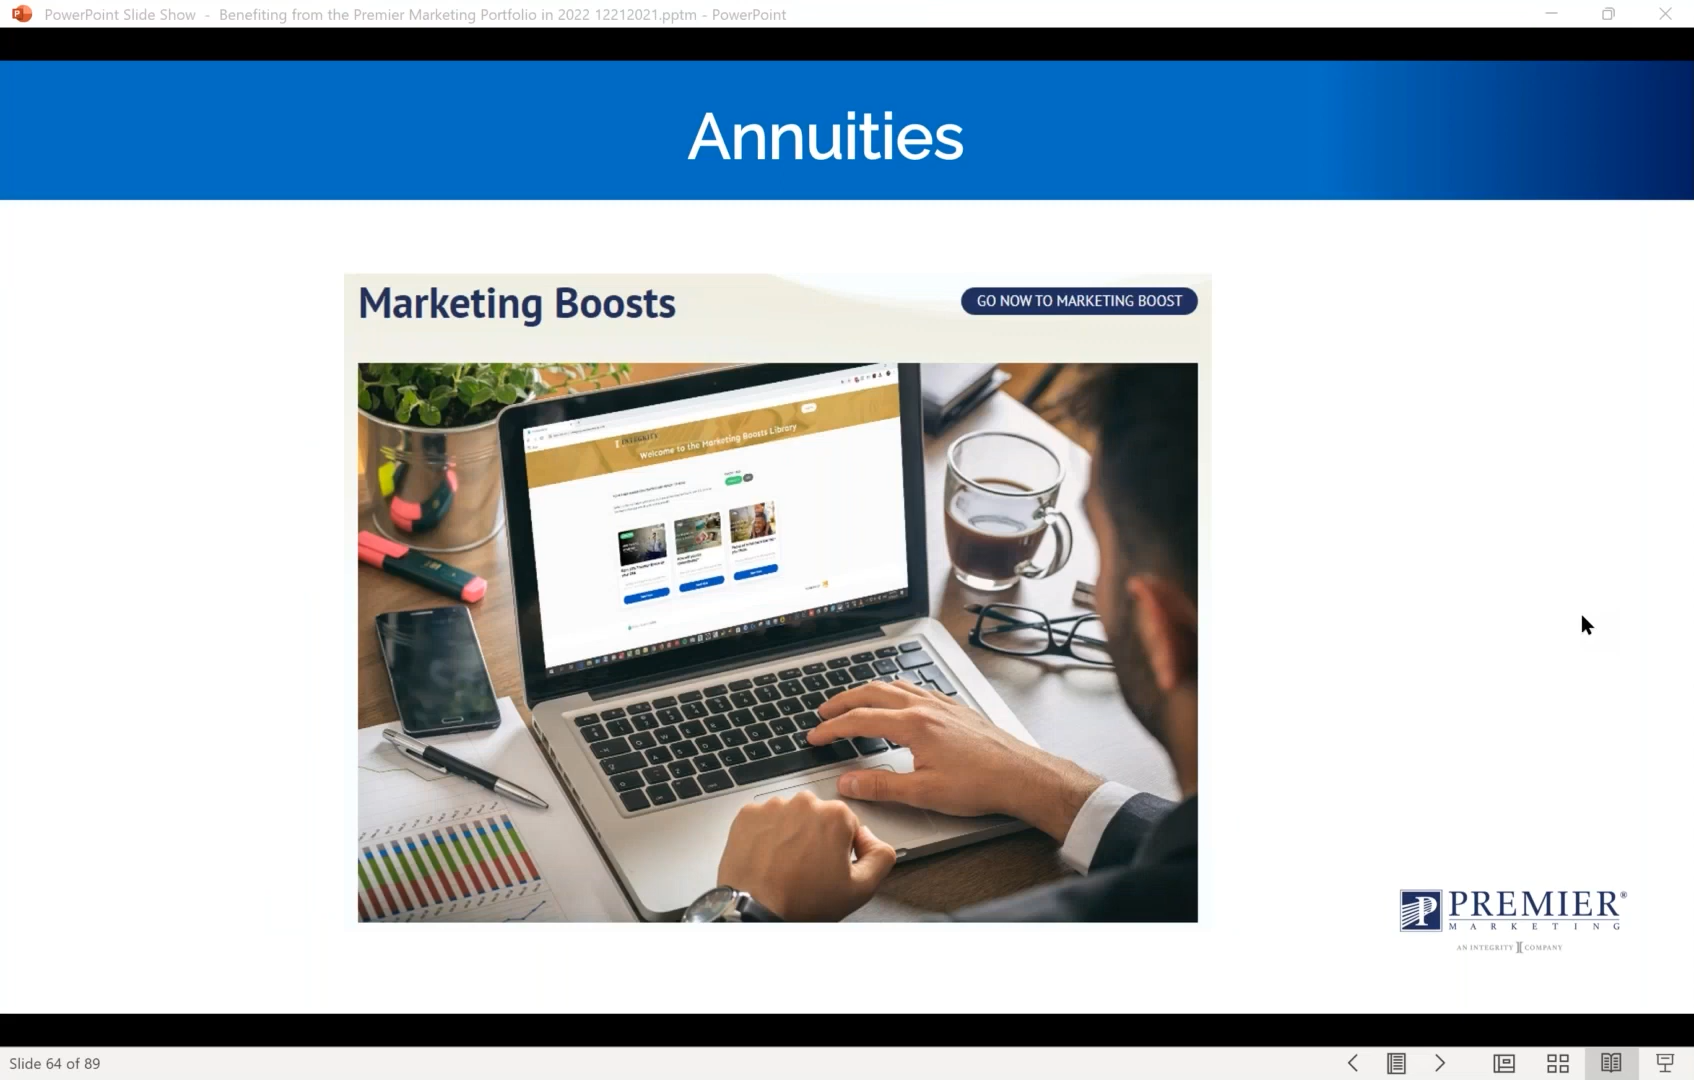 PowerPoint Slide Show - Benefiting from the Premier Marketing Portfolio in 2022 12212021.pptm - PowerPoint
Annuities
Marketing Boosts
GO NOW TO MARKETING BOOST
INTEGRITY
Welcome to the Marketing Boosts Library
PREMIER®
MARKETING
AN INTEGRITY COMPANY
Slide 64 of 89